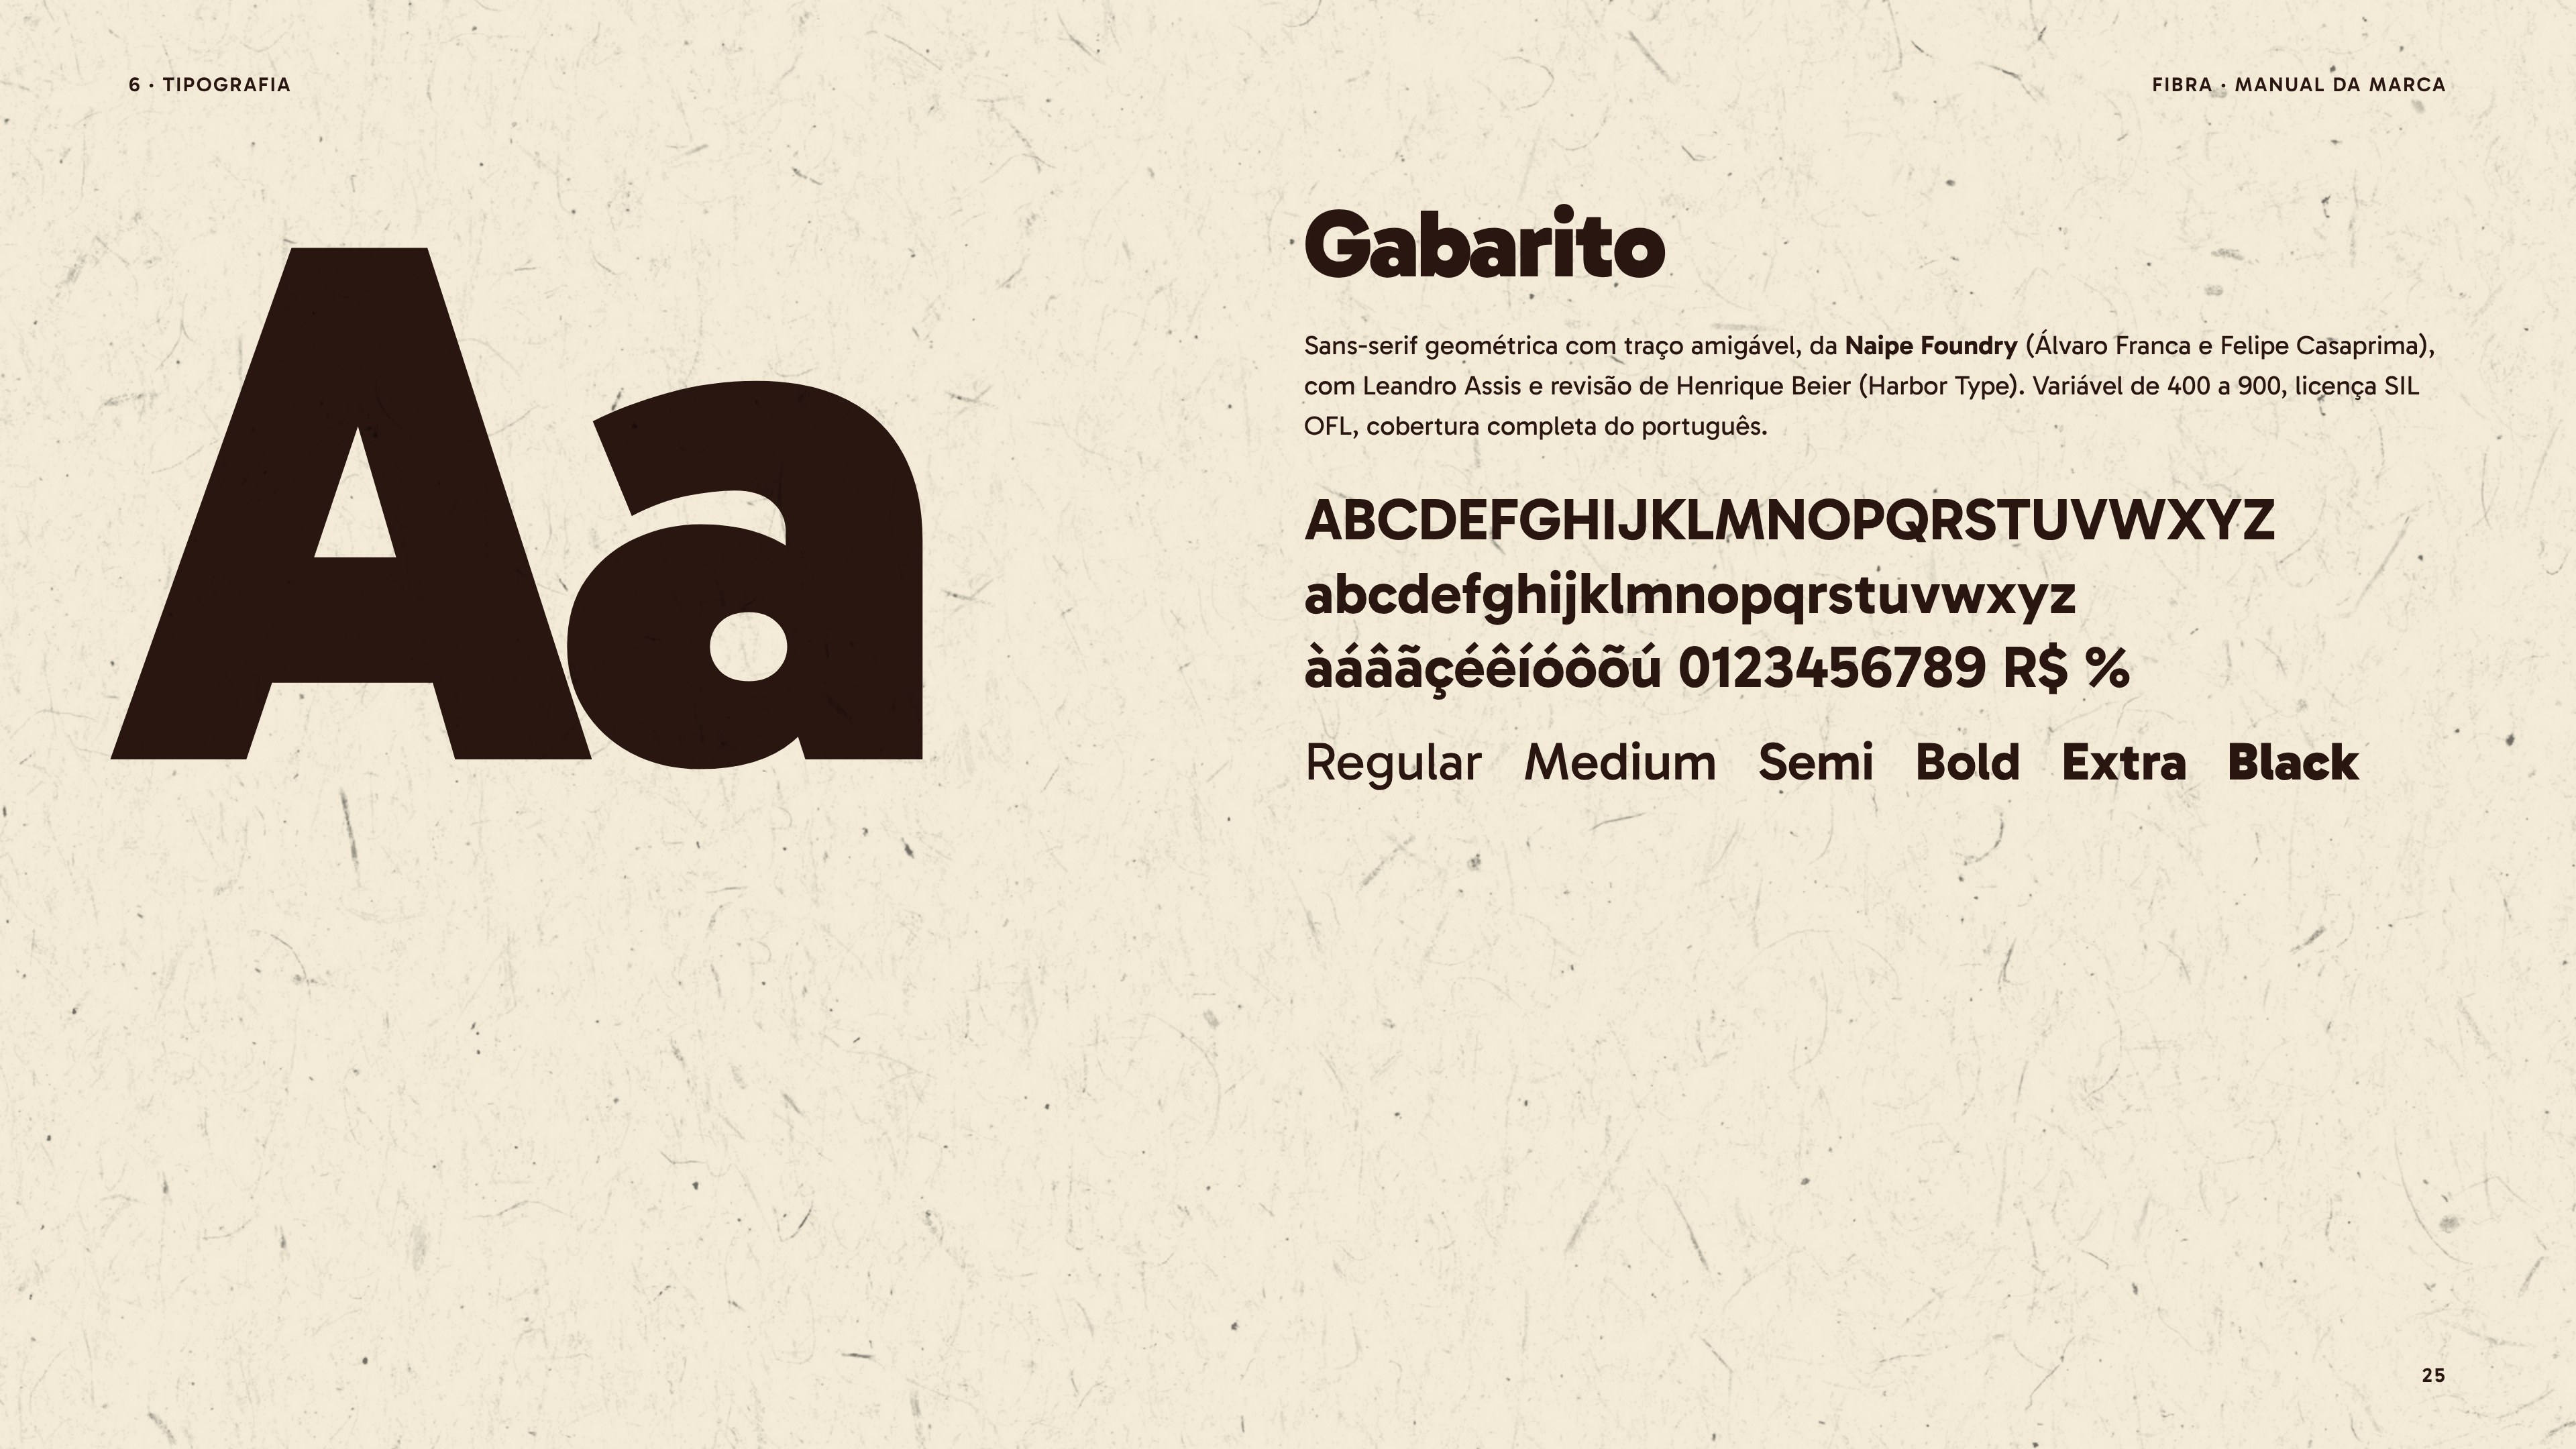 6 · TIPOGRAFIA
FIBRA · MANUAL DA MARCA
Aa
Gabarito
Sans-serif geométrica com traço amigável, da Naipe Foundry (Álvaro Franca e Felipe Casaprima),
com Leandro Assis e revisão de Henrique Beier (Harbor Type). Variável de 400 a 900, licença SIL
OFL, cobertura completa do português.
ABCDEFGHIJKLMNOPQRSTUVWXYZ
abcdefghijklmnopqrstuvwxyz
àáâãçéêíóôõú 0123456789 R$ %
Regular Medium Semi Bold Extra Black
25